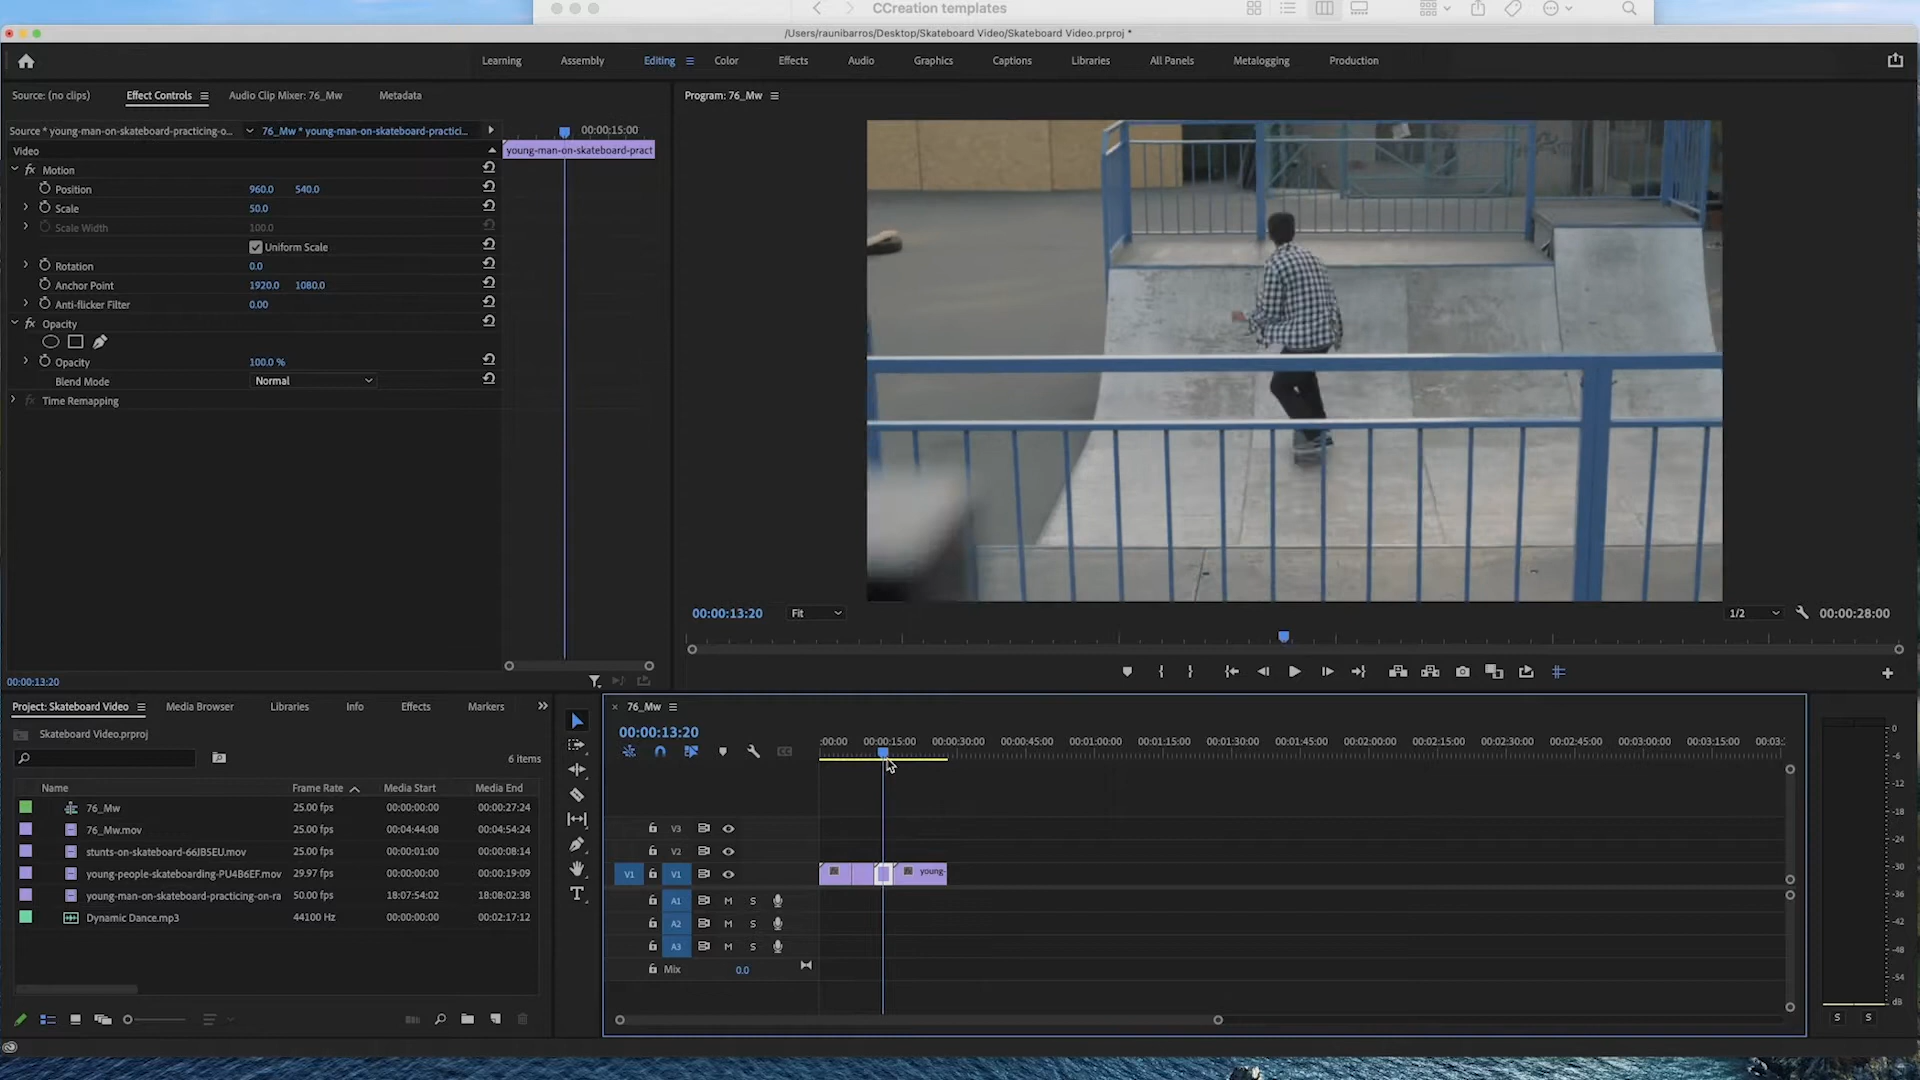 CCreation templates
/Users/raunibarros/Desktop/Skateboard Video/Skateboard Video.prproj *
Learning Assembly Editing Color Effects Audio Graphics Captions Libraries All Panels Metalogging Production
Source: (no clips) Effect Controls Audio Clip Mixer: 76_Mw Metadata
Program: 76_Mw
Source * young-man-on-skateboard-practicing-o... 76_Mw * young-man-on-skateboard-practici... 00:00:15:00
Video young-man-on-skateboard-pract
fx Motion
Position 960.0 540.0
Scale 50.0
Scale Width 100.0
Uniform Scale
Rotation 0.0
Anchor Point 1920.0 1080.0
Anti-flicker Filter 0.00
fx Opacity
Opacity 100.0 %
Blend Mode Normal
fx Time Remapping
00:00:13:20 Fit 1/2 00:00:28:00
00:00:13:20
Project: Skateboard Video Media Browser Libraries Info Effects Markers
Skateboard Video.prproj
6 items
Name Frame Rate Media Start Media End
76_Mw 25.00 fps 00:00:00:00 00:00:27:24
76_Mw.mov 25.00 fps 00:04:44:08 00:04:54:24
stunts-on-skateboard-66JB5EU.mov 25.00 fps 00:00:01:00 00:00:08:14
young-people-skateboarding-PU4B6EF.mov 29.97 fps 00:00:00:00 00:00:19:09
young-man-on-skateboard-practicing-on-ra 50.00 fps 18:07:54:02 18:08:02:38
Dynamic Dance.mp3 44100 Hz 00:00:00:00 00:02:17:12
76_Mw
00:00:13:20
:00:00 00:00:15:00 00:00:30:00 00:00:45:00 00:01:00:00 00:01:15:00 00:01:30:00 00:01:45:00 00:02:00:00 00:02:15:00 00:02:30:00 00:02:45:00 00:03:00:00 00:03:15:00 00:03:
V3
V2
V1 V1 young-
A1 M S
A2 M S
A3 M S
Mix 0.0
0
-6
-12
-18
-24
-30
-36
-42
-48
-54
dB
S S